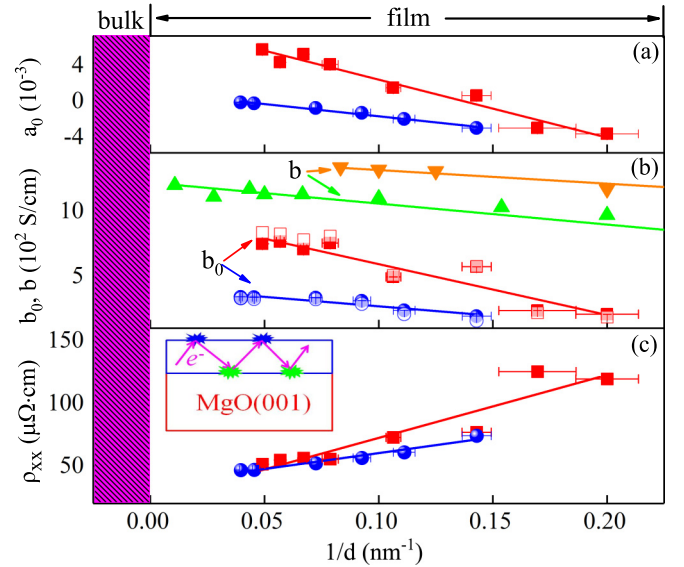 bulk film
(a)
4
0
-4
a₀ (10⁻³)
(b)
b
b₀
10
5
b₀, b (10² S/cm)
(c)
e⁻
MgO(001)
150
100
50
ρₓₓ (μΩ·cm)
0.00 0.05 0.10 0.15 0.20
1/d (nm⁻¹)